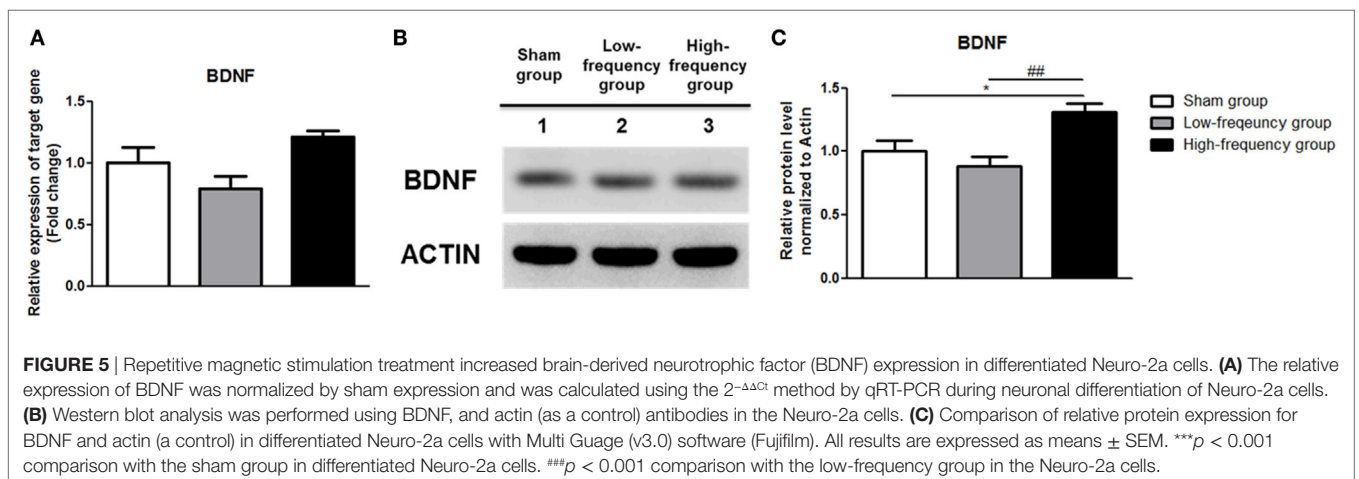 A
BDNF
Relative expression of target gene
(Fold change)
1.5
1.0
0.5
0.0
B
Sham
group
Low-
frequency
group
High-
frequency
group
1
2
3
BDNF
ACTIN
C
BDNF
##
*
Relative protein level
normalized to Actin
1.5
1.0
0.5
0.0
Sham group
Low-freqeuncy group
High-frequency group
FIGURE 5 | Repetitive magnetic stimulation treatment increased brain-derived neurotrophic factor (BDNF) expression in differentiated Neuro-2a cells. (A) The relative
expression of BDNF was normalized by sham expression and was calculated using the 2−ΔΔCt method by qRT-PCR during neuronal differentiation of Neuro-2a cells.
(B) Western blot analysis was performed using BDNF, and actin (as a control) antibodies in the Neuro-2a cells. (C) Comparison of relative protein expression for
BDNF and actin (a control) in differentiated Neuro-2a cells with Multi Guage (v3.0) software (Fujifilm). All results are expressed as means ± SEM. ***p < 0.001
comparison with the sham group in differentiated Neuro-2a cells. ###p < 0.001 comparison with the low-frequency group in the Neuro-2a cells.